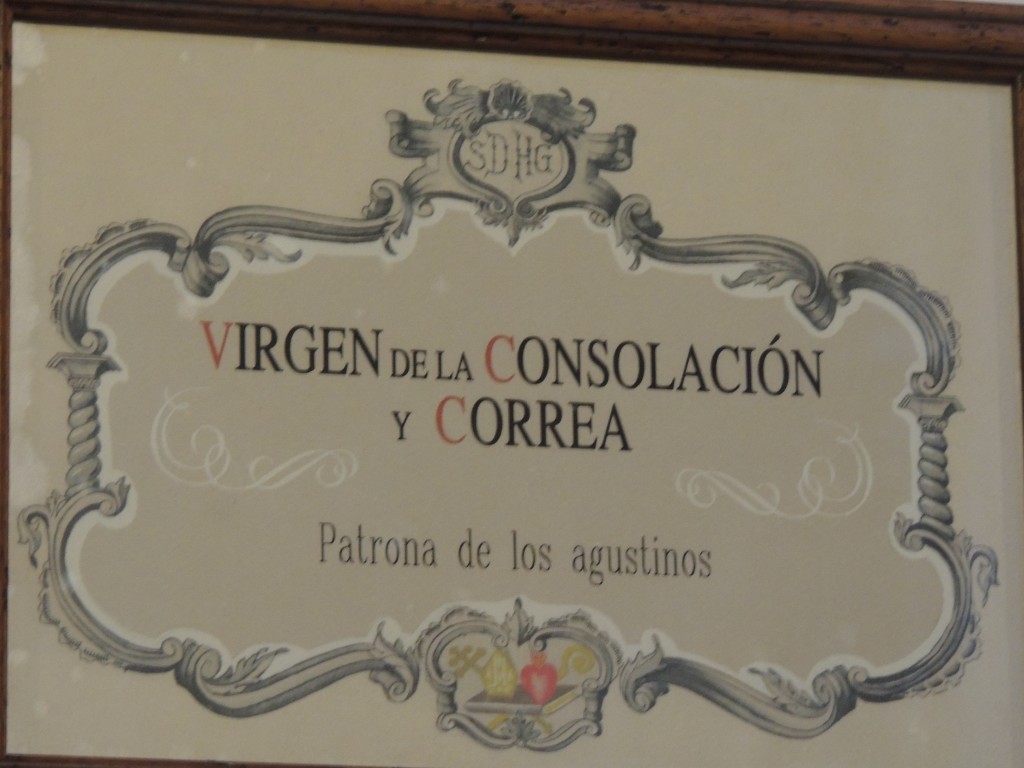 SDHG
VIRGEN DE LA CONSOLACIÓN
Y CORREA
Patrona de los agustinos